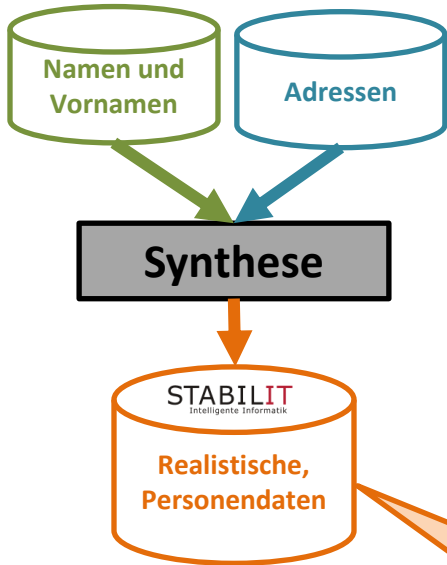 Namen und
Vornamen
Adressen
Synthese
STABILIT
Intelligente Informatik
Realistische,
Personendaten